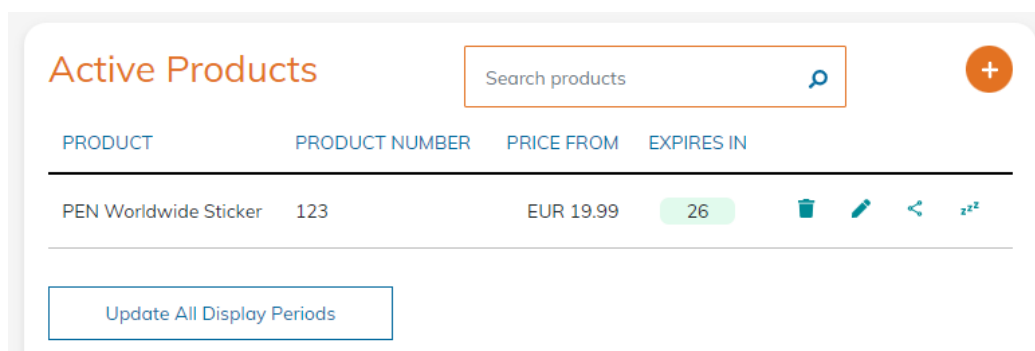 Active Products
Search products
+
PRODUCT PRODUCT NUMBER PRICE FROM EXPIRES IN
PEN Worldwide Sticker 123 EUR 19.99 26 zzZ
Update All Display Periods